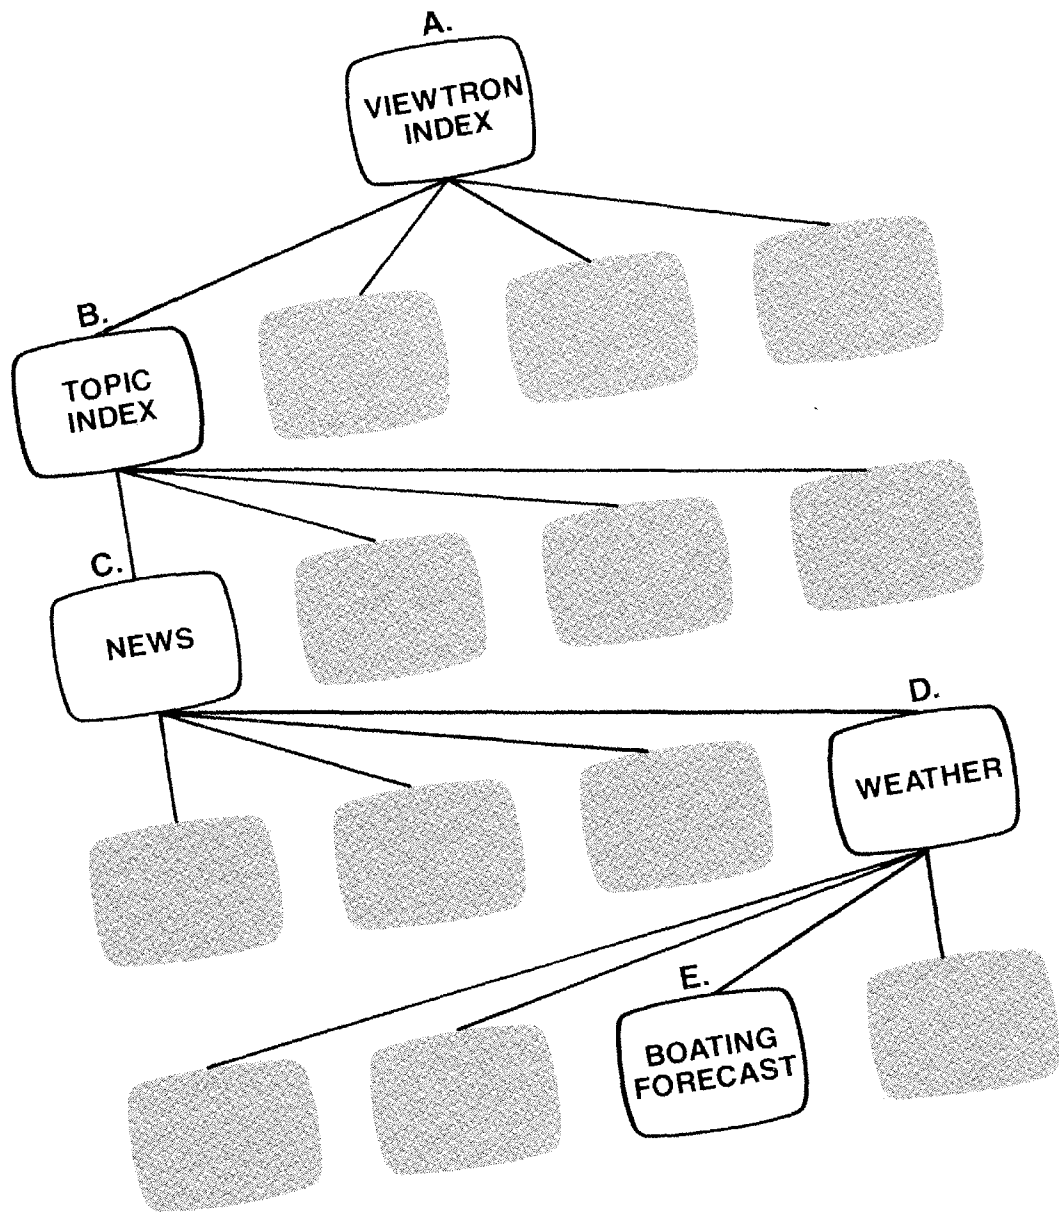 A.
VIEWTRON
INDEX
B.
TOPIC
INDEX
C.
NEWS
D.
WEATHER
E.
BOATING
FORECAST